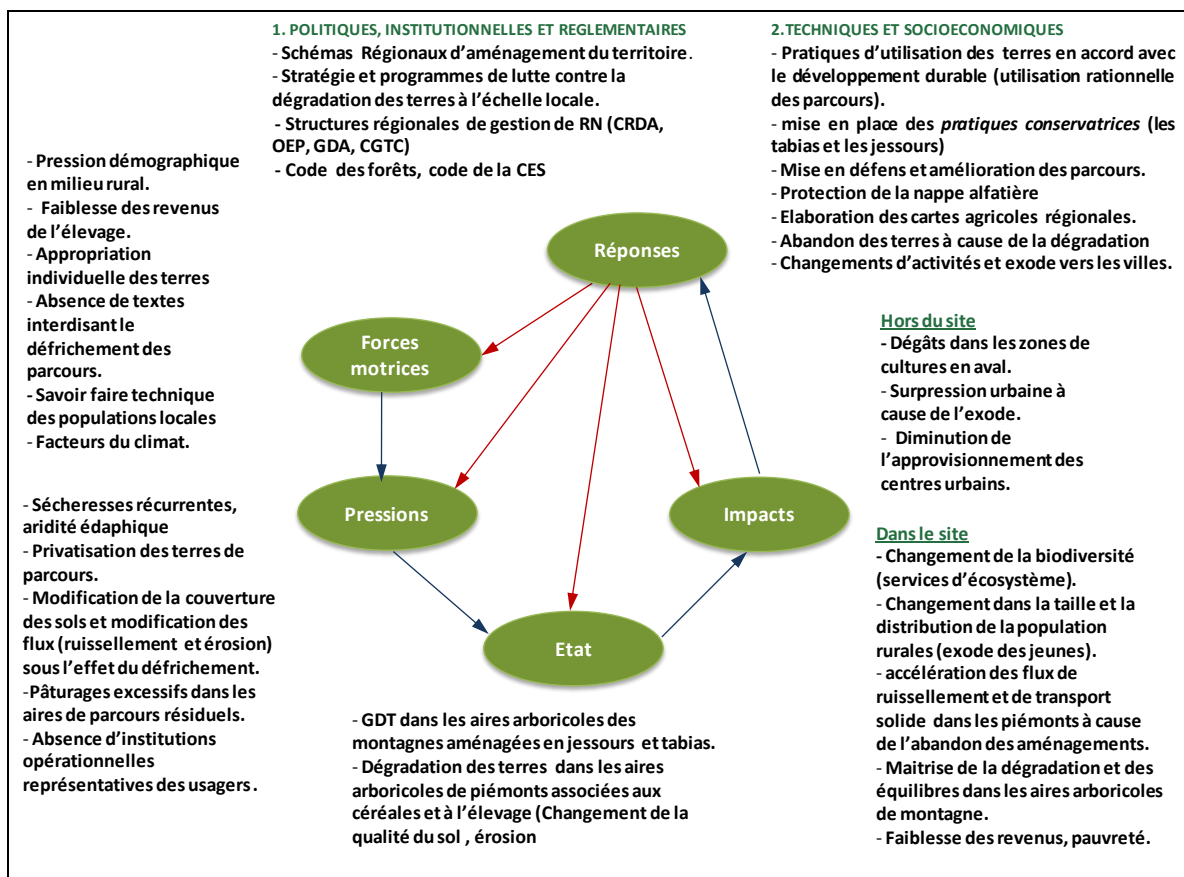 1. POLITIQUES, INSTITUTIONNELLES ET REGLEMENTAIRES
- Schémas Régionaux d'aménagement du territoire.
- Stratégie et programmes de lutte contre la
dégradation des terres à l'échelle locale.
- Structures régionales de gestion de RN (CRDA,
OEP, GDA, CGTC)
- Code des forêts, code de la CES
2.TECHNIQUES ET SOCIOECONOMIQUES
- Pratiques d'utilisation des terres en accord avec
le développement durable (utilisation rationnelle
des parcours).
- mise en place des pratiques conservatrices (les
tabias et les jessours)
- Mise en défens et amélioration des parcours.
- Protection de la nappe alfatière
- Elaboration des cartes agricoles régionales.
- Abandon des terres à cause de la dégradation
- Changements d'activités et exode vers les villes.
- Pression démographique
en milieu rural.
- Faiblesse des revenus
de l'élevage.
- Appropriation
individuelle des terres
- Absence de textes
interdisant le
défrichement des
parcours.
- Savoir faire technique
des populations locales
- Facteurs du climat.
Réponses
Forces
motrices
Pressions
Impacts
Etat
Hors du site
- Dégâts dans les zones de
cultures en aval.
- Surpression urbaine à
cause de l'exode.
- Diminution de
l'approvisionnement des
centres urbains.
- Sécheresses récurrentes,
aridité édaphique
- Privatisation des terres de
parcours.
- Modification de la couverture
des sols et modification des
flux (ruissellement et érosion)
sous l'effet du défrichement.
-Pâturages excessifs dans les
aires de parcours résiduels.
- Absence d'institutions
opérationnelles
représentatives des usagers.
- GDT dans les aires arboricoles des
montagnes aménagées en jessours et tabias.
- Dégradation des terres dans les aires
arboricoles de piémonts associées aux
céréales et à l'élevage (Changement de la
qualité du sol , érosion
Dans le site
- Changement de la biodiversité
(services d'écosystème).
- Changement dans la taille et la
distribution de la population
rurales (exode des jeunes).
- accélération des flux de
ruissellement et de transport
solide dans les piémonts à cause
de l'abandon des aménagements.
- Maitrise de la dégradation et des
équilibres dans les aires arboricoles
de montagne.
- Faiblesse des revenus, pauvreté.